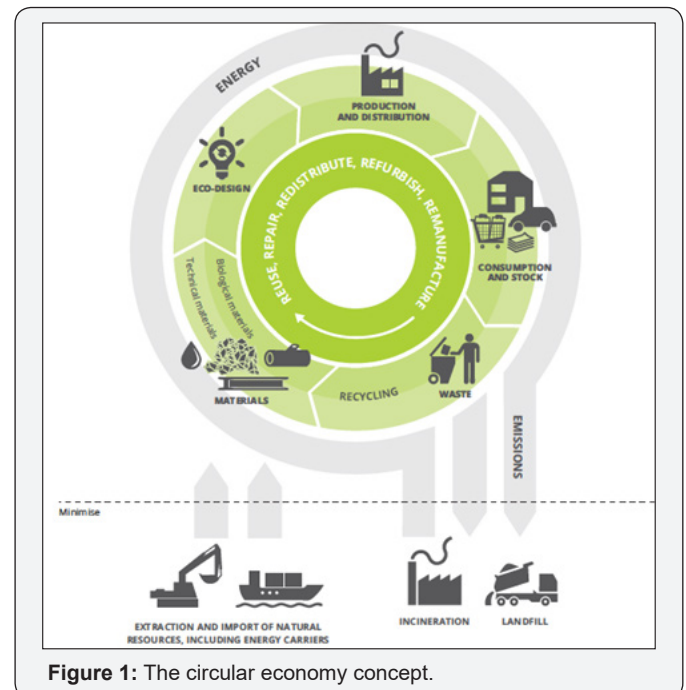 ENERGY
PRODUCTION
AND DISTRIBUTION
ECO-DESIGN
REUSE, REPAIR, REDISTRIBUTE, REFURBISH, REMANUFACTURE
CONSUMPTION
AND STOCK
Technical materials
Biological materials
MATERIALS
RECYCLING
WASTE
EMISSIONS
Minimise
EXTRACTION AND IMPORT OF NATURAL
RESOURCES, INCLUDING ENERGY CARRIERS
INCINERATION
LANDFILL
Figure 1: The circular economy concept.